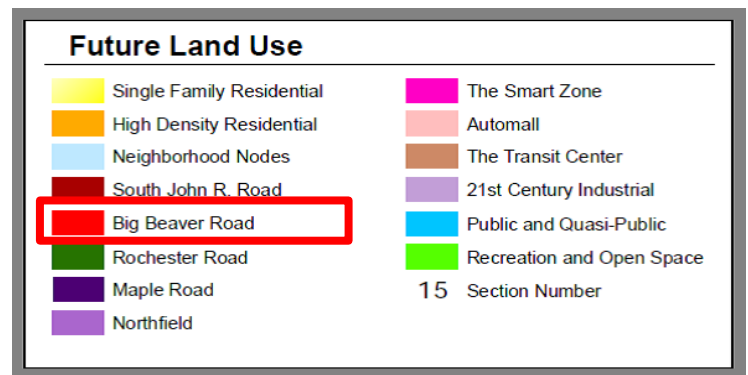 Future Land Use
Single Family Residential
High Density Residential
Neighborhood Nodes
South John R. Road
Big Beaver Road
Rochester Road
Maple Road
Northfield
The Smart Zone
Automall
The Transit Center
21st Century Industrial
Public and Quasi-Public
Recreation and Open Space
15 Section Number